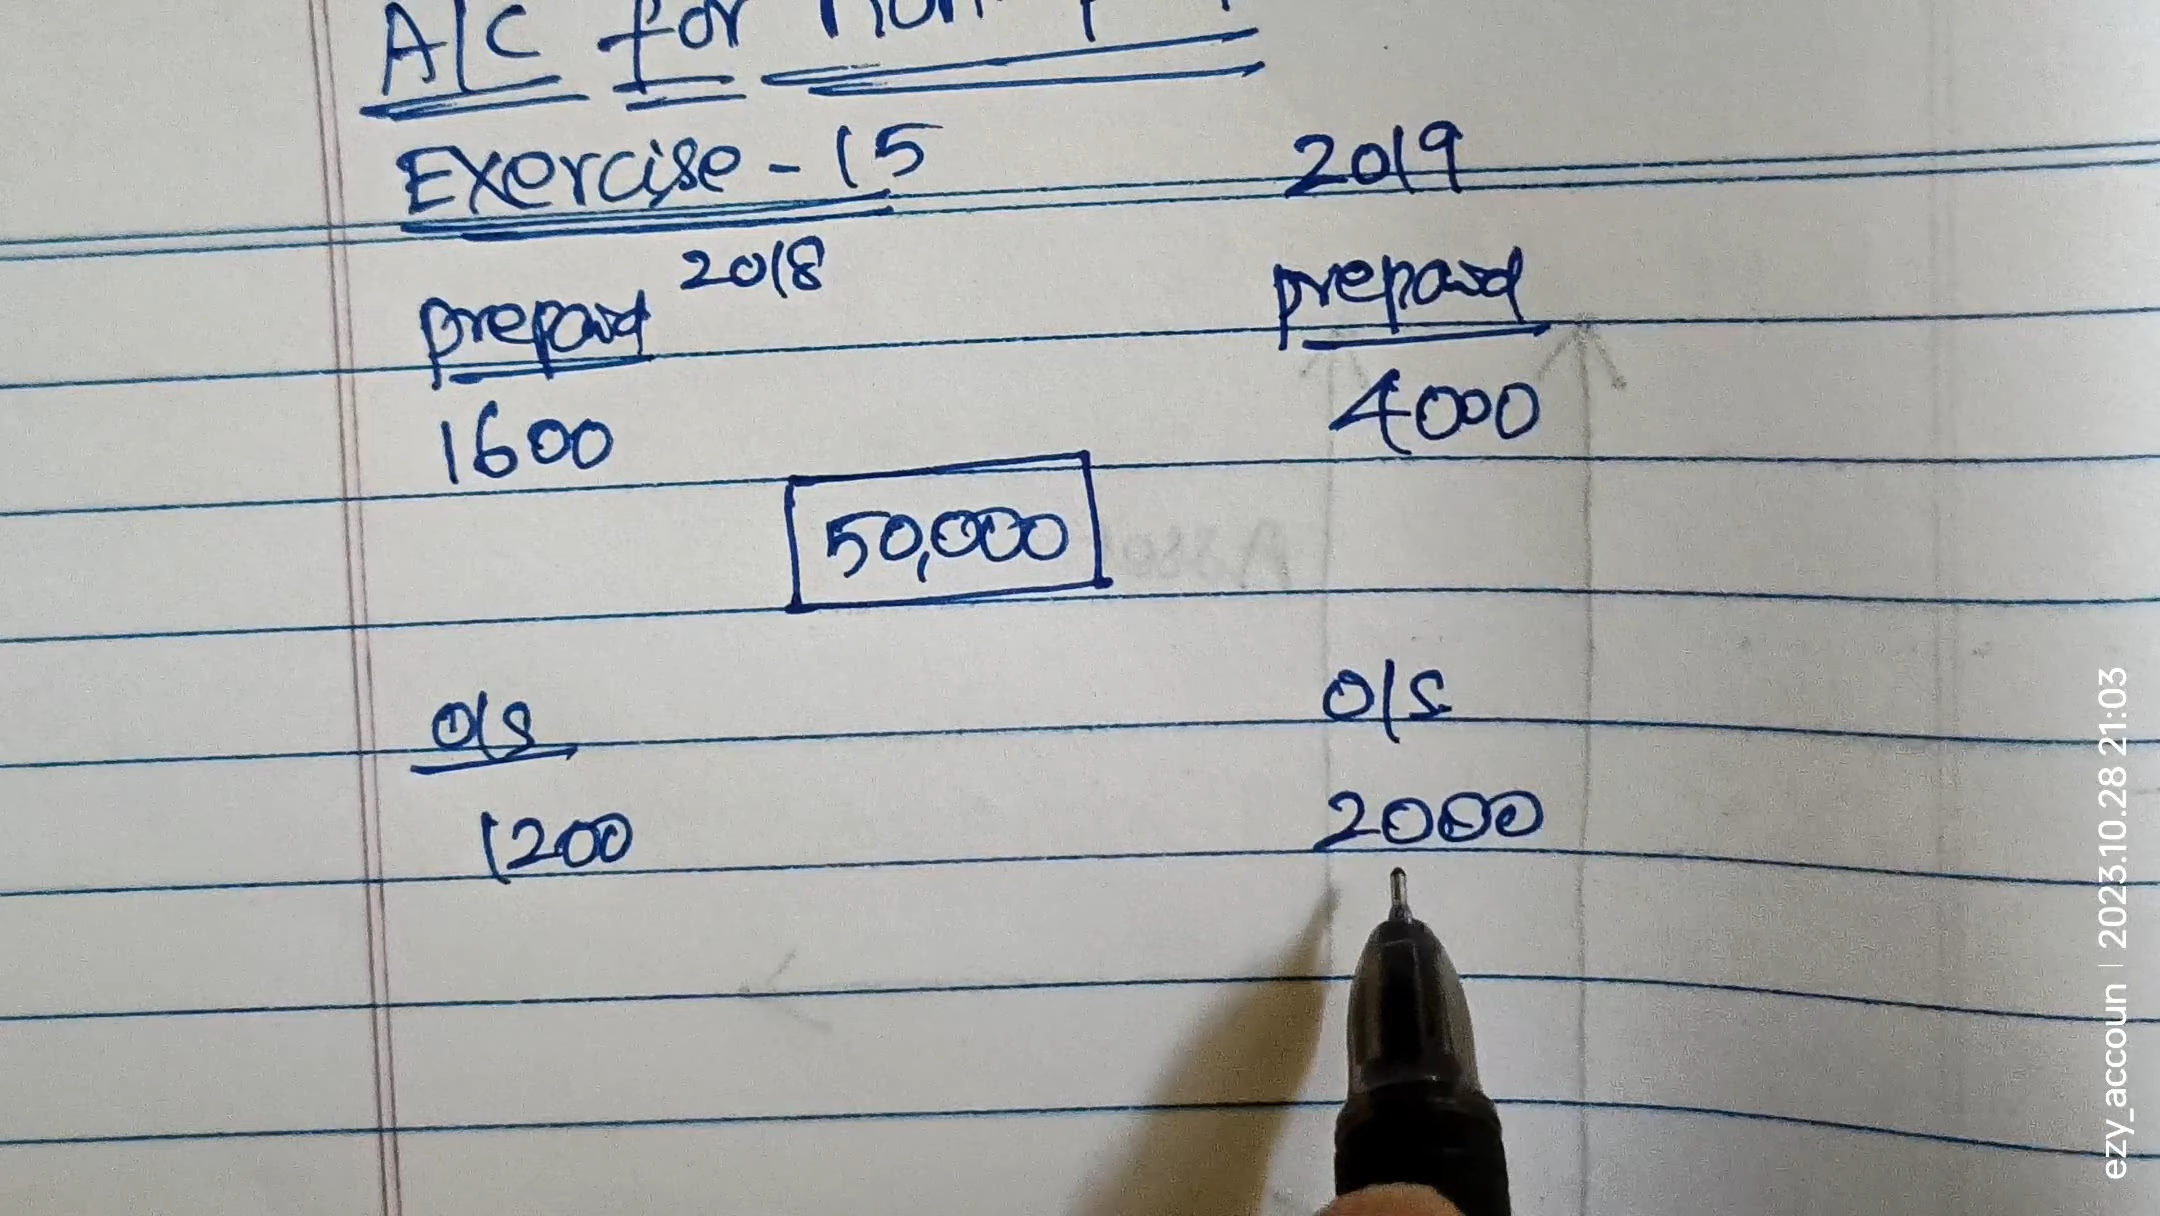 A/C for
Exercise - 15
2019
2018
prepaid
prepaid
1600
4000
50,000
O/S
O/S
1200
2000
ezy_accoun | 2023.10.28 21:03